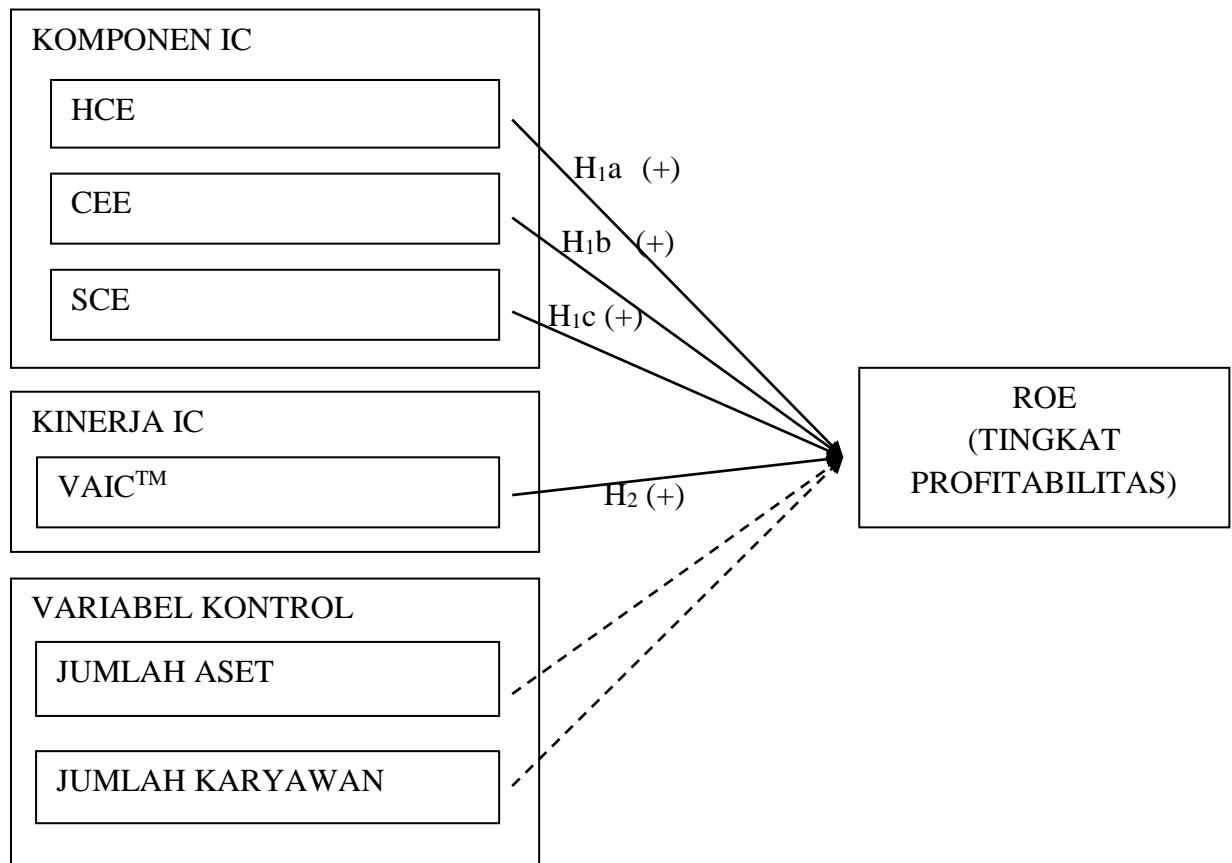 KOMPONEN IC
HCE
CEE
SCE
H₁a (+)
H₁b (+)
H₁c (+)
KINERJA IC
VAIC™
H₂ (+)
VARIABEL KONTROL
JUMLAH ASET
JUMLAH KARYAWAN
ROE
(TINGKAT
PROFITABILITAS)